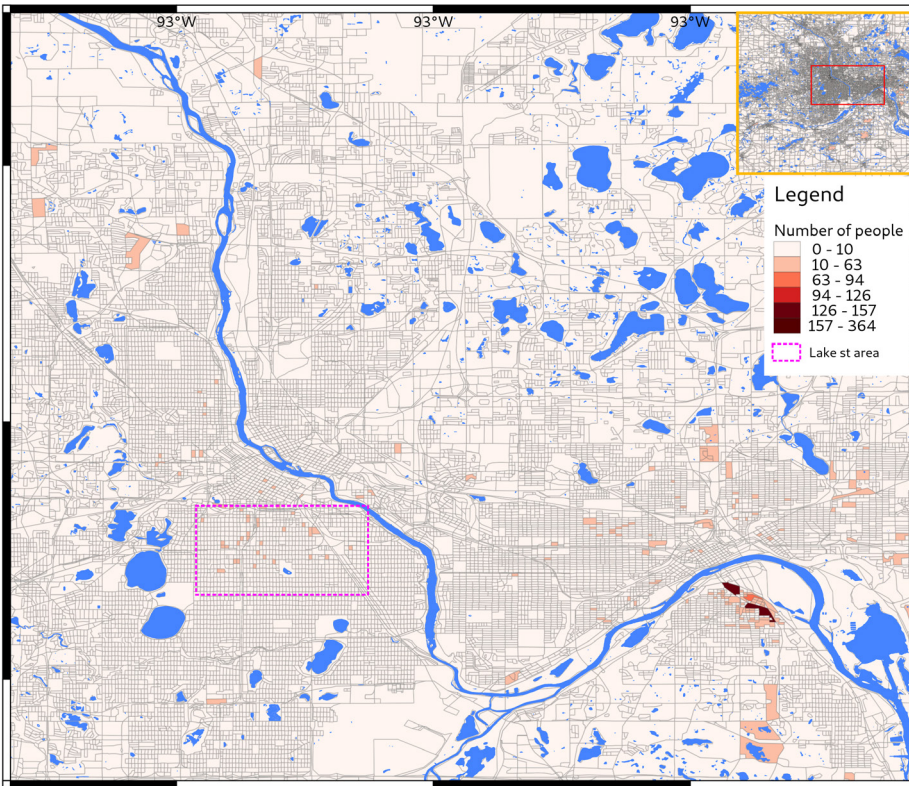 93°W 93°W 93°W
Legend
Number of people
0 - 10
10 - 63
63 - 94
94 - 126
126 - 157
157 - 364
Lake st area